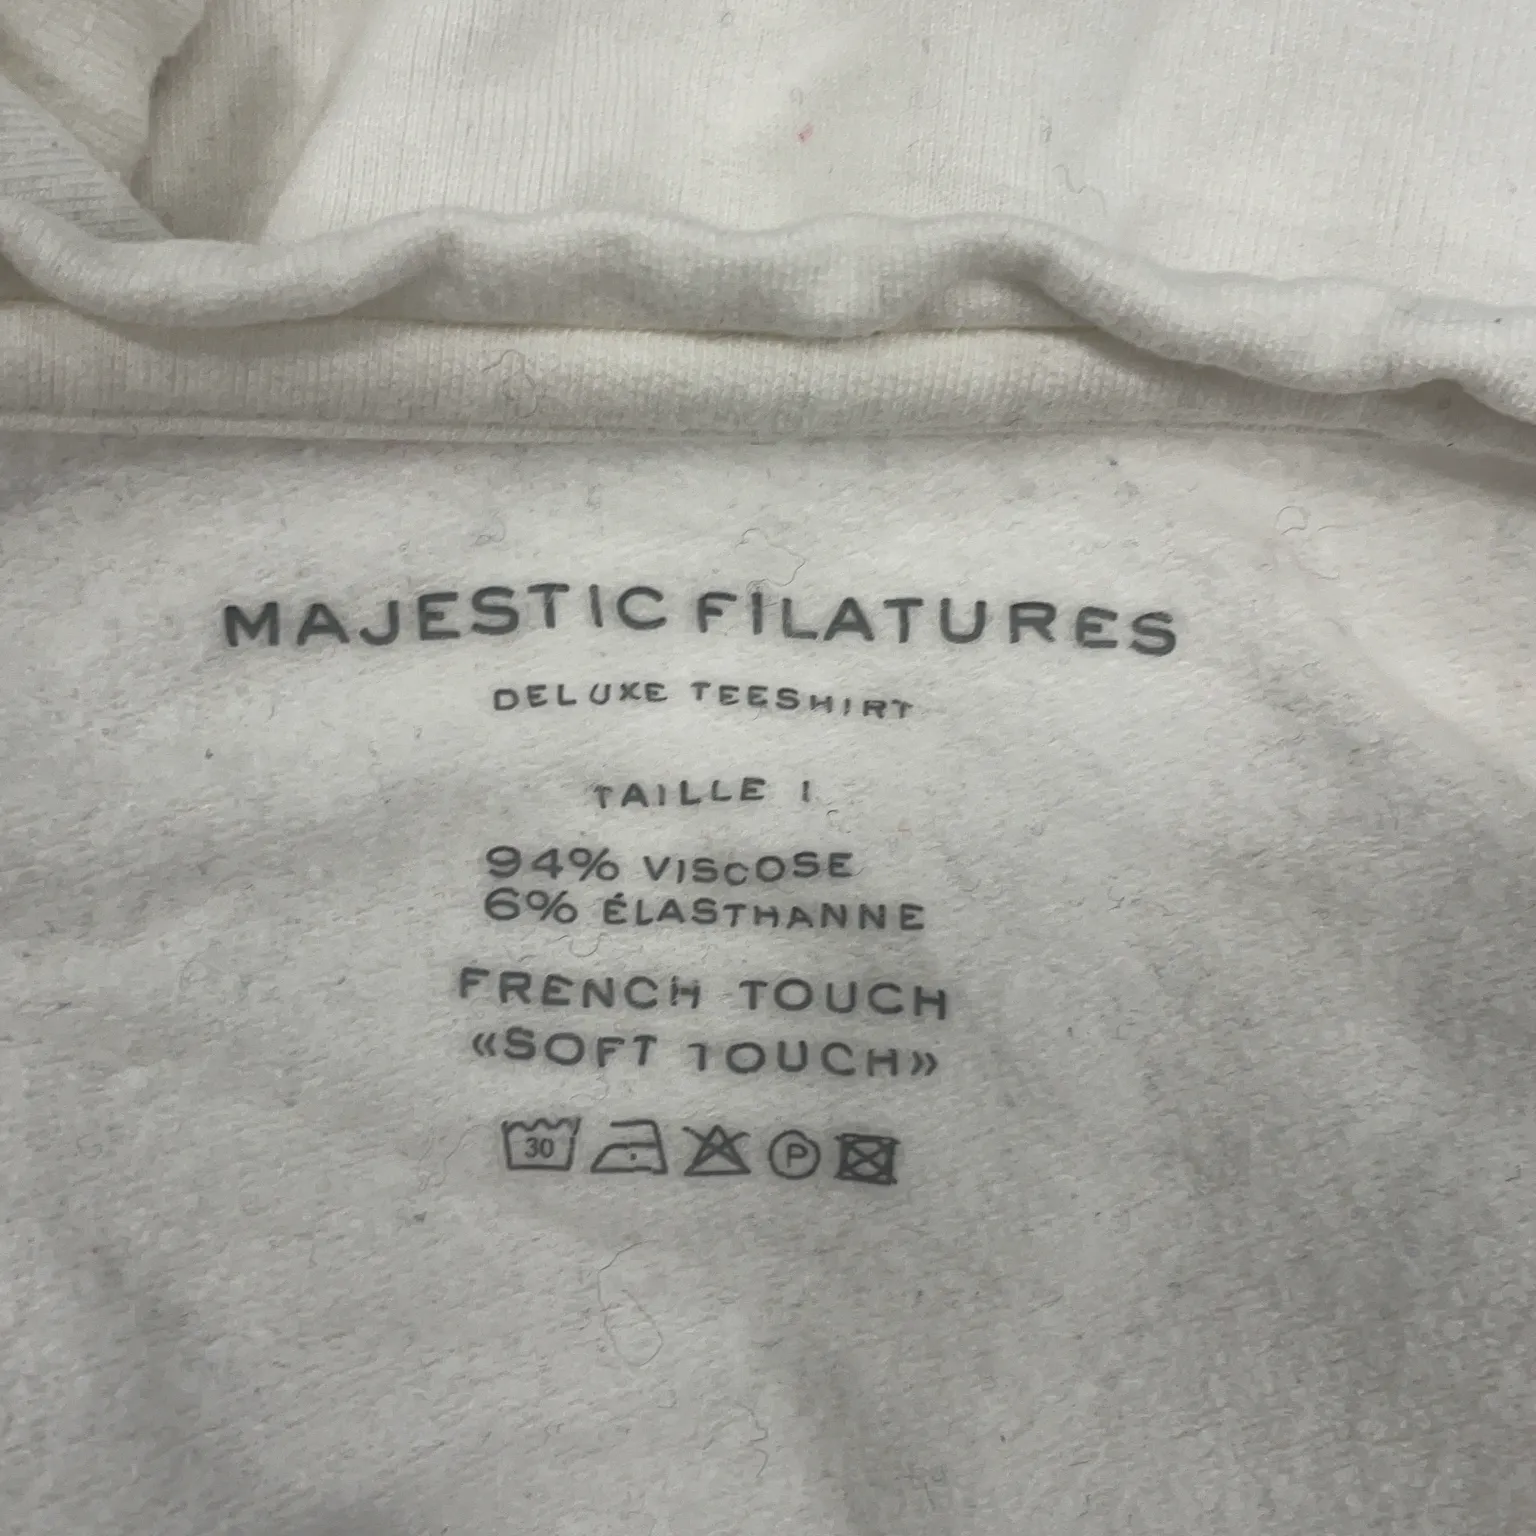 MAJESTIC FILATURES
DELUXE TEESHIRT
TAILLE 1
94% VISCOSE
6% ÉLASTHANNE
FRENCH TOUCH
«SOFT TOUCH»
30 P